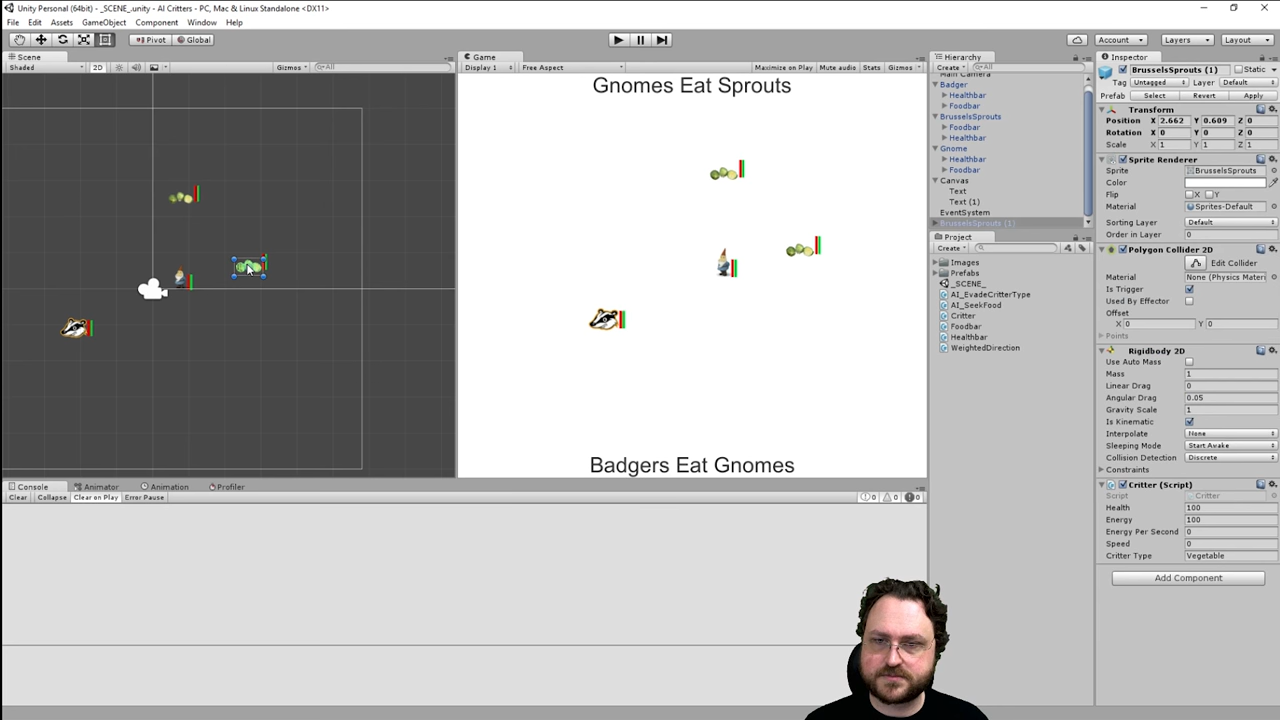 Unity Personal (64bit) - _SCENE_.unity - AI Critters - PC, Mac & Linux Standalone <DX11>
File Edit Assets GameObject Component Window Help
Pivot Global Account Layers Layout
Scene
Shaded 2D Gizmos All
Game
Display 1 Free Aspect Maximize on Play Mute audio Stats Gizmos
Gnomes Eat Sprouts
Badgers Eat Gnomes
Hierarchy
Create All
Main Camera
Badger
Healthbar
Foodbar
BrusselsSprouts
Foodbar
Healthbar
Gnome
Healthbar
Foodbar
Canvas
Text
Text (1)
EventSystem
BrusselsSprouts (1)
Project
Create
Images
Prefabs
_SCENE_
AI_EvadeCritterType
AI_SeekFood
Critter
Foodbar
Healthbar
WeightedDirection
Inspector
BrusselsSprouts (1) Static
Tag Untagged Layer Default
Prefab Select Revert Apply
Transform
Position X 2.662 Y 0.609 Z 0
Rotation X 0 Y 0 Z 0
Scale X 1 Y 1 Z 1
Sprite Renderer
Sprite BrusselsSprouts
Color
Flip X Y
Material Sprites-Default
Sorting Layer Default
Order in Layer 0
Polygon Collider 2D
Edit Collider
Material None (Physics Materi
Is Trigger
Used By Effector
Offset
X 0 Y 0
Points
Rigidbody 2D
Use Auto Mass
Mass 1
Linear Drag 0
Angular Drag 0.05
Gravity Scale 1
Is Kinematic
Interpolate None
Sleeping Mode Start Awake
Collision Detection Discrete
Constraints
Critter (Script)
Script Critter
Health 100
Energy 100
Energy Per Second 0
Speed 0
Critter Type Vegetable
Add Component
Console Animator Animation Profiler
Clear Collapse Clear on Play Error Pause 0 0 0